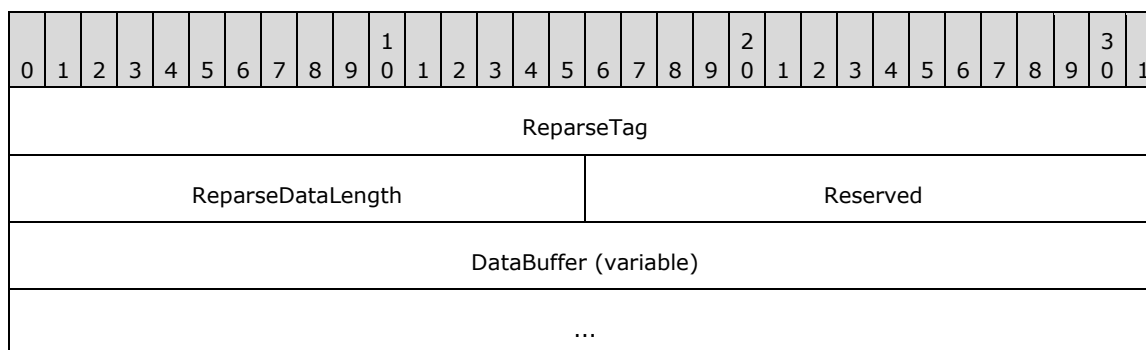 1 2 3
0 1 2 3 4 5 6 7 8 9 0 1 2 3 4 5 6 7 8 9 0 1 2 3 4 5 6 7 8 9 0 1
ReparseTag
ReparseDataLength Reserved
DataBuffer (variable)
...